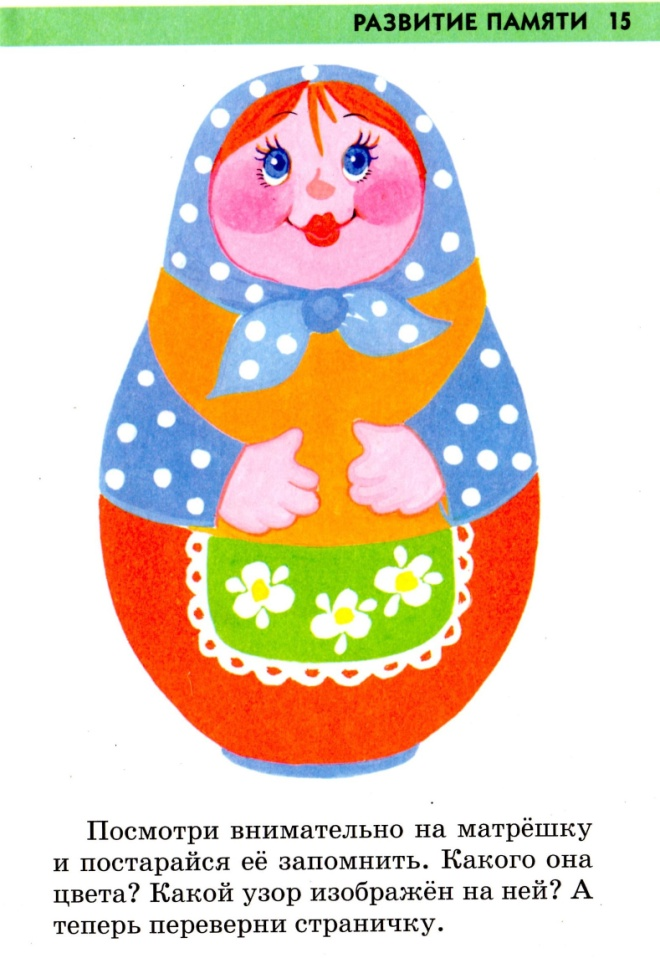 РАЗВИТИЕ ПАМЯТИ 15
Посмотри внимательно на матрёшку
и постарайся её запомнить. Какого она
цвета? Какой узор изображён на ней? А
теперь переверни страничку.